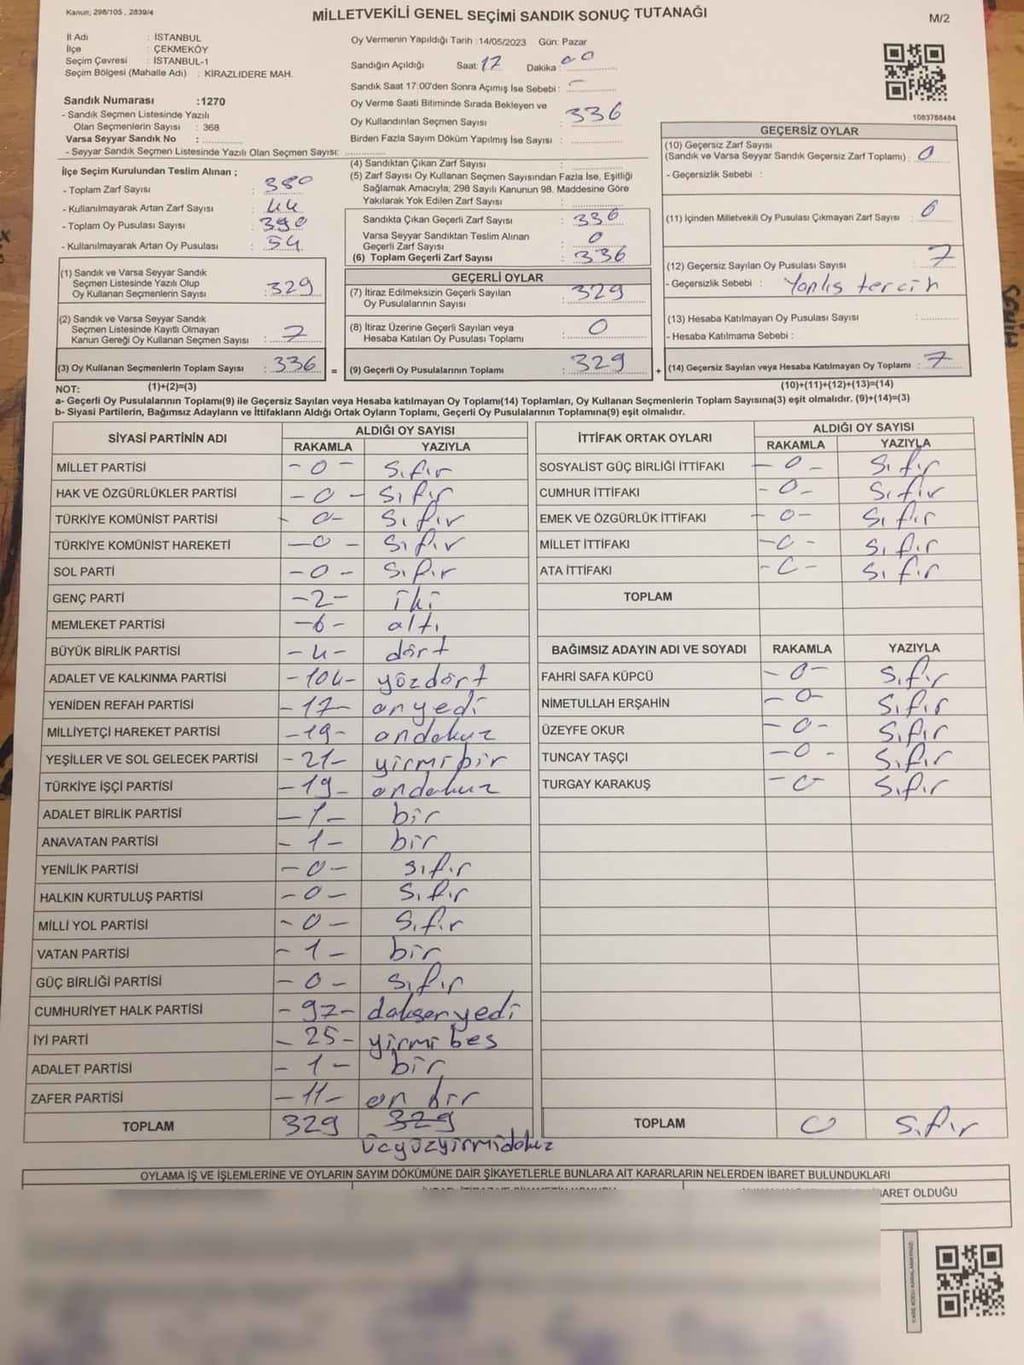 Kanun; 298/105 , 2839/4
MİLLETVEKİLİ GENEL SEÇİMİ SANDIK SONUÇ TUTANAĞI
M/2
İl Adı : İSTANBUL
İlçe : ÇEKMEKÖY
Seçim Çevresi : İSTANBUL-1
Seçim Bölgesi (Mahalle Adı) : KİRAZLIDERE MAH.
Sandık Numarası :1270
- Sandık Seçmen Listesinde Yazılı
Olan Seçmenlerin Sayısı : 368
Varsa Seyyar Sandık No :
- Seyyar Sandık Seçmen Listesinde Yazılı Olan Seçmen Sayısı:
İlçe Seçim Kurulundan Teslim Alınan ;
- Toplam Zarf Sayısı : 380
- Kullanılmayarak Artan Zarf Sayısı : 44
- Toplam Oy Pusulası Sayısı : 390
- Kullanılmayarak Artan Oy Pusulası : 54
(1) Sandık ve Varsa Seyyar Sandık
Seçmen Listesinde Yazılı Olup
Oy Kullanan Seçmenlerin Sayısı : 329
(2) Sandık ve Varsa Seyyar Sandık
Seçmen Listesinde Kayıtlı Olmayan
Kanun Gereği Oy Kullanan Seçmen Sayısı : 7
(3) Oy Kullanan Seçmenlerin Toplam Sayısı : 336
Oy Vermenin Yapıldığı Tarih :14/05/2023 Gün: Pazar
Sandığın Açıldığı Saat: 17 Dakika : 00
Sandık Saat 17:00'den Sonra Açımış İse Sebebi : -
Oy Verme Saati Bitiminde Sırada Bekleyen ve
Oy Kullandırılan Seçmen Sayısı : 336
Birden Fazla Sayım Döküm Yapılmış İse Sayısı :
(4) Sandıktan Çıkan Zarf Sayısı :
(5) Zarf Sayısı Oy Kullanan Seçmen Sayısından Fazla İse, Eşitliği
Sağlamak Amacıyla; 298 Sayılı Kanunun 98. Maddesine Göre
Yakılarak Yok Edilen Zarf Sayısı :
Sandıkta Çıkan Geçerli Zarf Sayısı : 336
Varsa Seyyar Sandıktan Teslim Alınan
Geçerli Zarf Sayısı : 0
(6) Toplam Geçerli Zarf Sayısı : 336
GEÇERLİ OYLAR
(7) İtiraz Edilmeksizin Geçerli Sayılan
Oy Pusulalarının Sayısı : 329
(8) İtiraz Üzerine Geçerli Sayılan veya
Hesaba Katılan Oy Pusulası Toplamı : 0
= (9) Geçerli Oy Pusulalarının Toplamı : 329
1083788484
GEÇERSİZ OYLAR
(10) Geçersiz Zarf Sayısı
(Sandık ve Varsa Seyyar Sandık Geçersiz Zarf Toplamı) : 0
- Geçersizlik Sebebi :
(11) İçinden Milletvekili Oy Pusulası Çıkmayan Zarf Sayısı : 0
(12) Geçersiz Sayılan Oy Pusulası Sayısı : 7
- Geçersizlik Sebebi : Yanlış tercih
(13) Hesaba Katılmayan Oy Pusulası Sayısı :
- Hesaba Katılmama Sebebi :
+ (14) Geçersiz Sayılan veya Hesaba Katılmayan Oy Toplamı : 7
NOT: (1)+(2)=(3) (10)+(11)+(12)+(13)=(14)
a- Geçerli Oy Pusulalarının Toplamı(9) ile Geçersiz Sayılan veya Hesaba katılmayan Oy Toplamı(14) Toplamları, Oy Kullanan Seçmenlerin Toplam Sayısına(3) eşit olmalıdır. (9)+(14)=(3)
b- Siyasi Partilerin, Bağımsız Adayların ve İttifakların Aldığı Ortak Oyların Toplamı, Geçerli Oy Pusulalarının Toplamına(9) eşit olmalıdır.
SİYASİ PARTİNİN ADI ALDIĞI OY SAYISI
RAKAMLA YAZIYLA
MİLLET PARTİSİ - 0 - Sıfır
HAK VE ÖZGÜRLÜKLER PARTİSİ - 0 - Sıfır
TÜRKİYE KOMÜNİST PARTİSİ - 0 - Sıfır
TÜRKİYE KOMÜNİST HAREKETİ - 0 - Sıfır
SOL PARTİ - 0 - Sıfır
GENÇ PARTİ - 2 - iki
MEMLEKET PARTİSİ - 6 - altı
BÜYÜK BİRLİK PARTİSİ - 4 - dört
ADALET VE KALKINMA PARTİSİ - 104 - yözdört
YENİDEN REFAH PARTİSİ - 17 - onyedi
MİLLİYETÇİ HAREKET PARTİSİ - 19 - ondokuz
YEŞİLLER VE SOL GELECEK PARTİSİ - 21 - yirmibir
TÜRKİYE İŞÇİ PARTİSİ - 19 - ondokuz
ADALET BİRLİK PARTİSİ - 1 - bir
ANAVATAN PARTİSİ - 1 - bir
YENİLİK PARTİSİ - 0 - sıfır
HALKIN KURTULUŞ PARTİSİ - 0 - Sıfır
MİLLİ YOL PARTİSİ - 0 - Sıfır
VATAN PARTİSİ - 1 - bir
GÜÇ BİRLİĞİ PARTİSİ - 0 - sıfır
CUMHURİYET HALK PARTİSİ - 97 - doksanyedi
İYİ PARTİ - 25 - yirmi bes
ADALET PARTİSİ - 1 - bir
ZAFER PARTİSİ - 11 - on bir
TOPLAM 329 329
üçyüzyirmidokuz
İTTİFAK ORTAK OYLARI ALDIĞI OY SAYISI
RAKAMLA YAZIYLA
SOSYALİST GÜÇ BİRLİĞİ İTTİFAKI - 0 - Sıfır
CUMHUR İTTİFAKI - 0 - Sıfır
EMEK VE ÖZGÜRLÜK İTTİFAKI - 0 - Sıfır
MİLLET İTTİFAKI - 0 - Sıfır
ATA İTTİFAKI - 0 - Sıfır
TOPLAM
BAĞIMSIZ ADAYIN ADI VE SOYADI RAKAMLA YAZIYLA
FAHRİ SAFA KÜPCÜ - 0 - Sıfır
NİMETULLAH ERŞAHİN - 0 - Sıfır
ÜZEYFE OKUR - 0 - Sıfır
TUNCAY TAŞÇI - 0 - Sıfır
TURGAY KARAKUŞ - 0 - Sıfır
TOPLAM 0 Sıfır
OYLAMA İŞ VE İŞLEMLERİNE VE OYLARIN SAYIM DÖKÜMÜNE DAİR ŞİKAYETLERLE BUNLARA AİT KARARLARIN NELERDEN İBARET BULUNDUKLARI
İBARET OLDUĞU